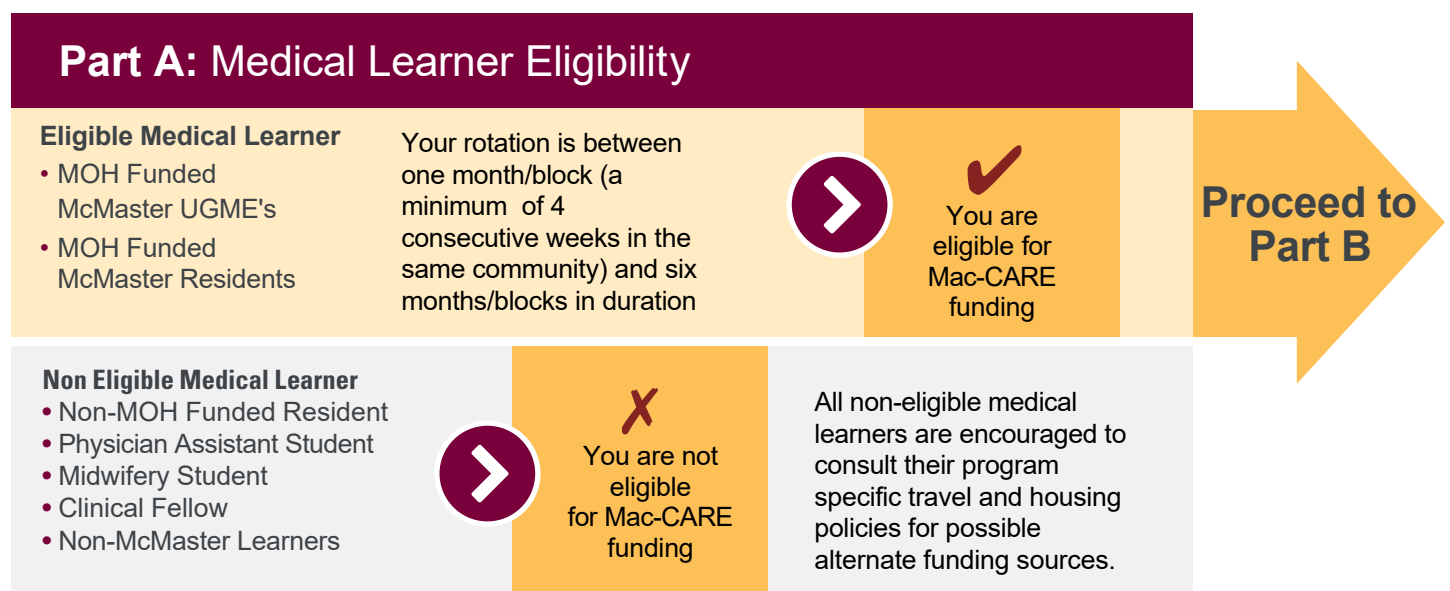 Part A: Medical Learner Eligibility
Eligible Medical Learner
• MOH Funded
McMaster UGME's
• MOH Funded
McMaster Residents
Your rotation is between
one month/block (a
minimum of 4
consecutive weeks in the
same community) and six
months/blocks in duration
You are
eligible for
Mac-CARE
funding
Proceed to
Part B
Non Eligible Medical Learner
• Non-MOH Funded Resident
• Physician Assistant Student
• Midwifery Student
• Clinical Fellow
• Non-McMaster Learners
You are not
eligible
for Mac-CARE
funding
All non-eligible medical
learners are encouraged to
consult their program
specific travel and housing
policies for possible
alternate funding sources.